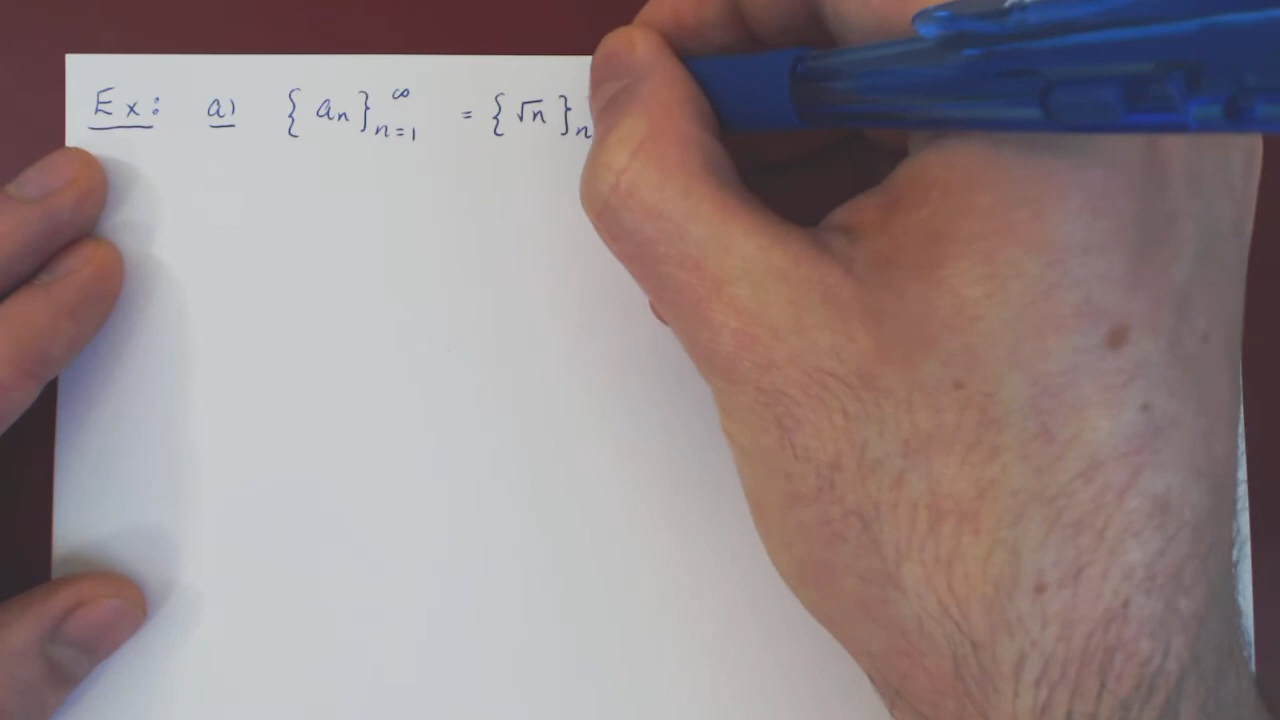 Ex: a) { aₙ }ₙ₌₁^∞ = { √n }ₙ